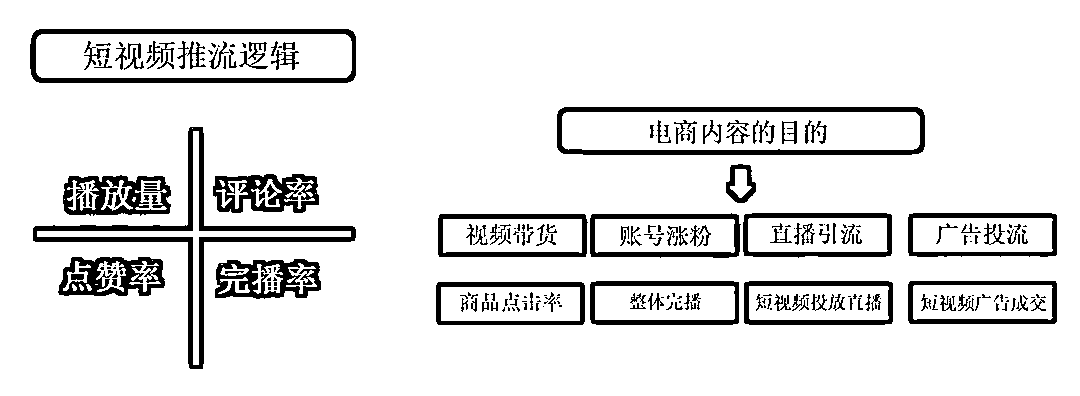 短视频推流逻辑
播放量
评论率
点赞率
完播率
电商内容的目的
视频带货
账号涨粉
直播引流
广告投流
商品点击率
整体完播
短视频投放直播
短视频广告成交